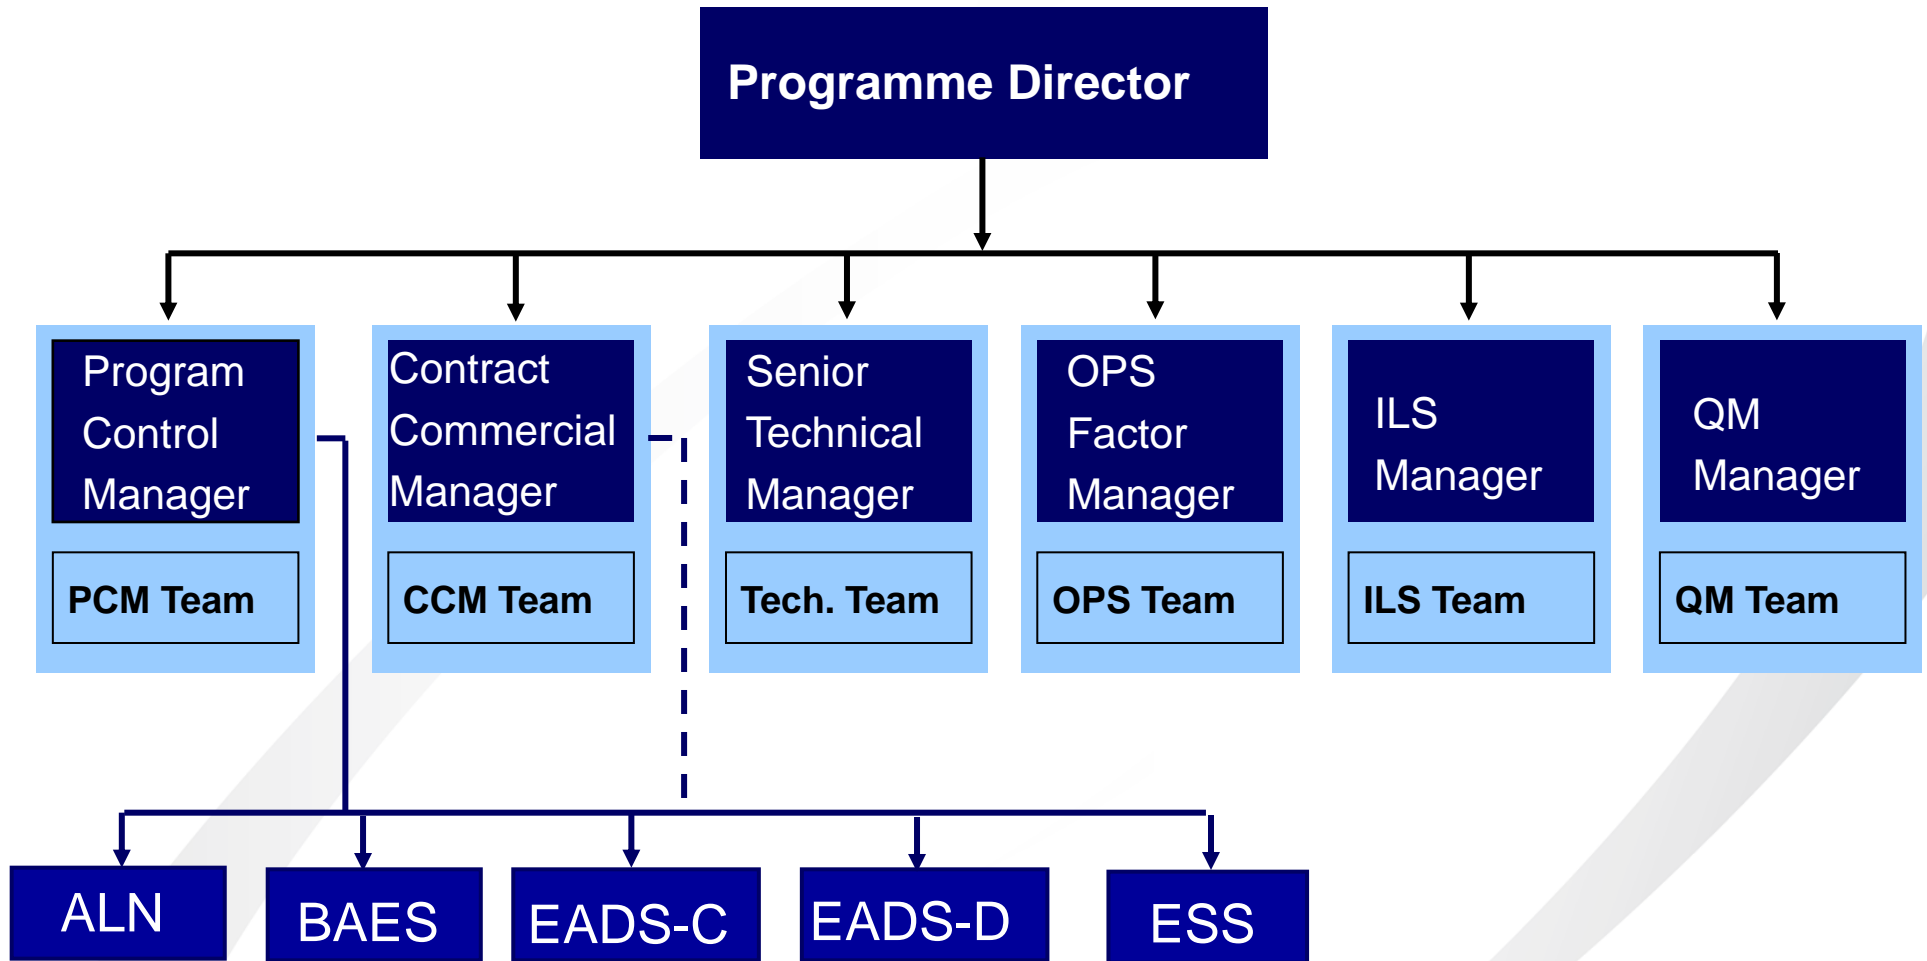 Programme Director
Program
Control
Manager
PCM Team
Contract
Commercial
Manager
CCM Team
Senior
Technical
Manager
Tech. Team
OPS
Factor
Manager
OPS Team
ILS
Manager
ILS Team
QM
Manager
QM Team
ALN
BAES
EADS-C
EADS-D
ESS